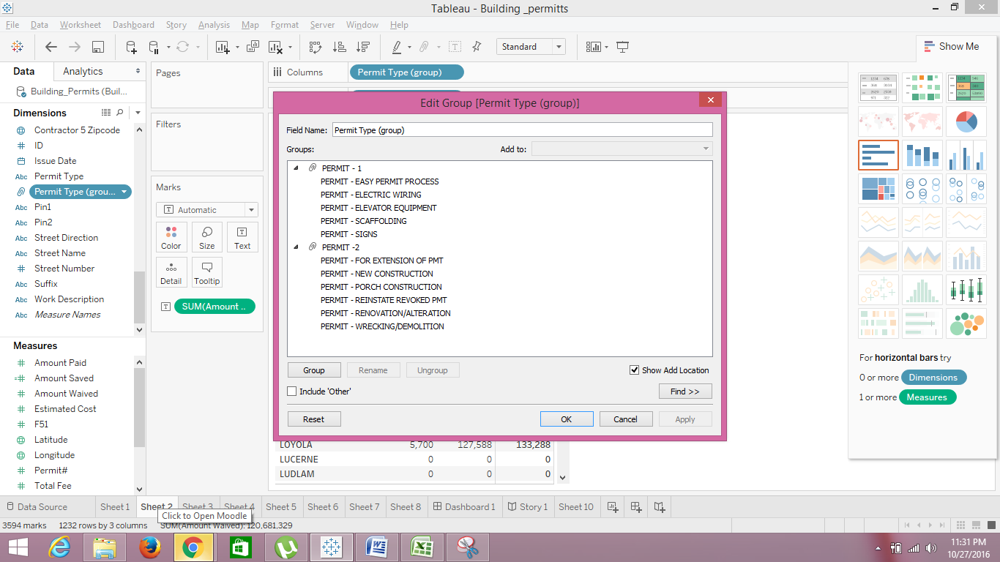 Tableau - Building _permitts
File Data Worksheet Dashboard Story Analysis Map Format Server Window Help
Standard
Show Me
Data Analytics
Building_Permits (Buil...
Dimensions
Contractor 5 Zipcode
ID
Issue Date
Abc Permit Type
Permit Type (grou...
Abc Pin1
Abc Pin2
Abc Street Direction
Abc Street Name
Street Number
Abc Suffix
Abc Work Description
Abc Measure Names
Measures
Amount Paid
Amount Saved
Amount Waived
Estimated Cost
F51
Latitude
Longitude
Permit#
Total Fee
Pages
Filters
Marks
Automatic
Color Size Text
Detail Tooltip
SUM(Amount ..
Columns Permit Type (group)
Edit Group [Permit Type (group)]
Field Name: Permit Type (group)
Groups: Add to:
PERMIT - 1
PERMIT - EASY PERMIT PROCESS
PERMIT - ELECTRIC WIRING
PERMIT - ELEVATOR EQUIPMENT
PERMIT - SCAFFOLDING
PERMIT - SIGNS
PERMIT -2
PERMIT - FOR EXTENSION OF PMT
PERMIT - NEW CONSTRUCTION
PERMIT - PORCH CONSTRUCTION
PERMIT - REINSTATE REVOKED PMT
PERMIT - RENOVATION/ALTERATION
PERMIT - WRECKING/DEMOLITION
Group Rename Ungroup Show Add Location
Include 'Other' Find >>
Reset OK Cancel Apply
LOYOLA 5,700 127,588 133,288
LUCERNE 0 0 0
LUDLAM 0 0 0
For horizontal bars try
0 or more Dimensions
1 or more Measures
Data Source Sheet 1 Sheet 2 Sheet 3 Sheet 4 Sheet 5 Sheet 6 Sheet 7 Sheet 8 Dashboard 1 Story 1 Sheet 10
Click to Open Moodle
3594 marks 1232 rows by 3 columns SUM(Amount Waived): 120,681,329
11:31 PM
10/27/2016